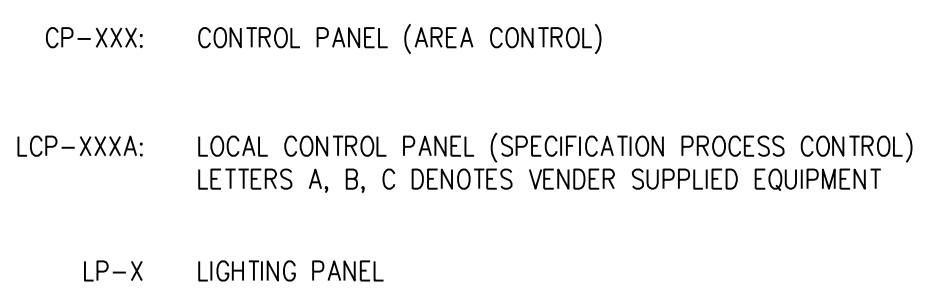 CP-XXX: CONTROL PANEL (AREA CONTROL)
LCP-XXXA: LOCAL CONTROL PANEL (SPECIFICATION PROCESS CONTROL)
LETTERS A, B, C DENOTES VENDER SUPPLIED EQUIPMENT
LP-X LIGHTING PANEL